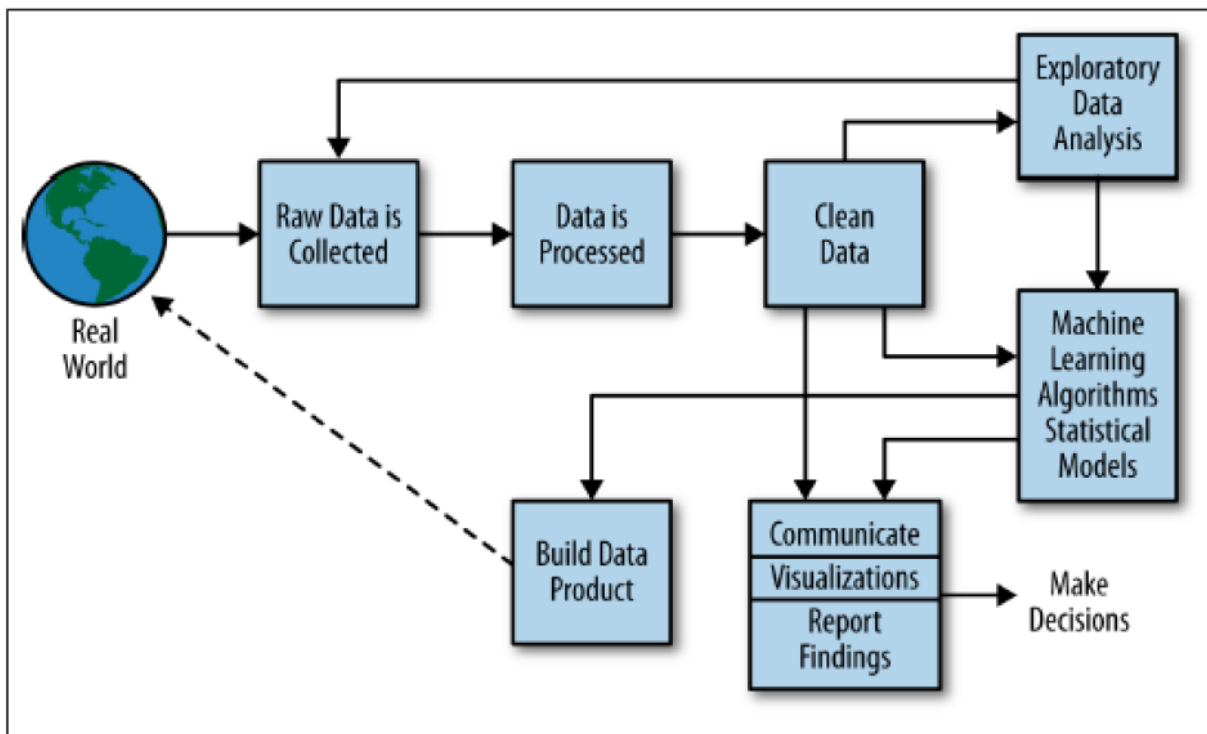 Exploratory
Data
Analysis
Raw Data is
Collected
Data is
Processed
Clean
Data
Real
World
Machine
Learning
Algorithms
Statistical
Models
Build Data
Product
Communicate
Visualizations
Report
Findings
Make
Decisions